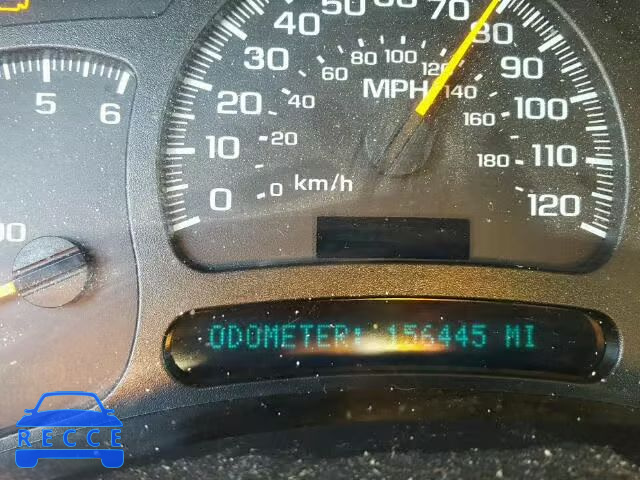 50 60 70
40 80
30 80 100 120 90
60 MPH 140
5 6 20 40 160 100
10 20 180 110
0 0 km/h 120
ODOMETER: 156445 MI
RECCE